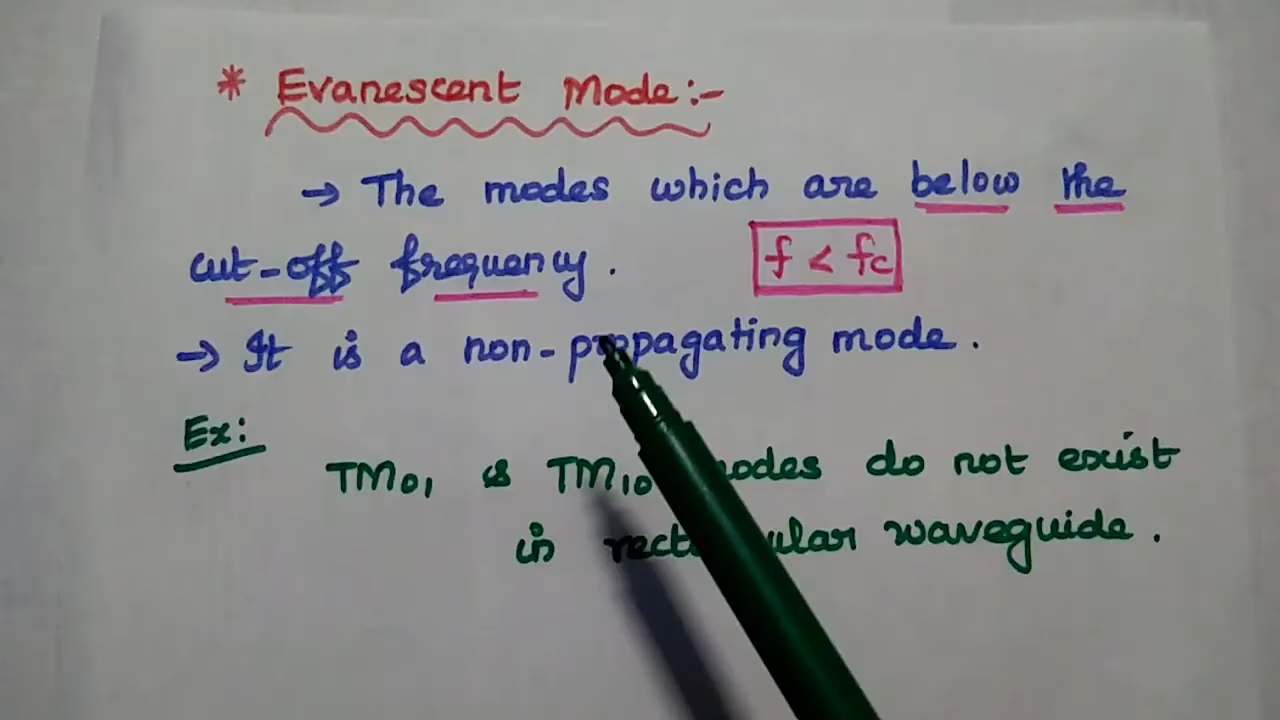 * Evanescent Mode:-
→ The modes which are below the
cut-off frequency. f < fc
→ It is a non-propagating mode.
Ex:
TM01 & TM10 modes do not exist
in rectangular waveguide.